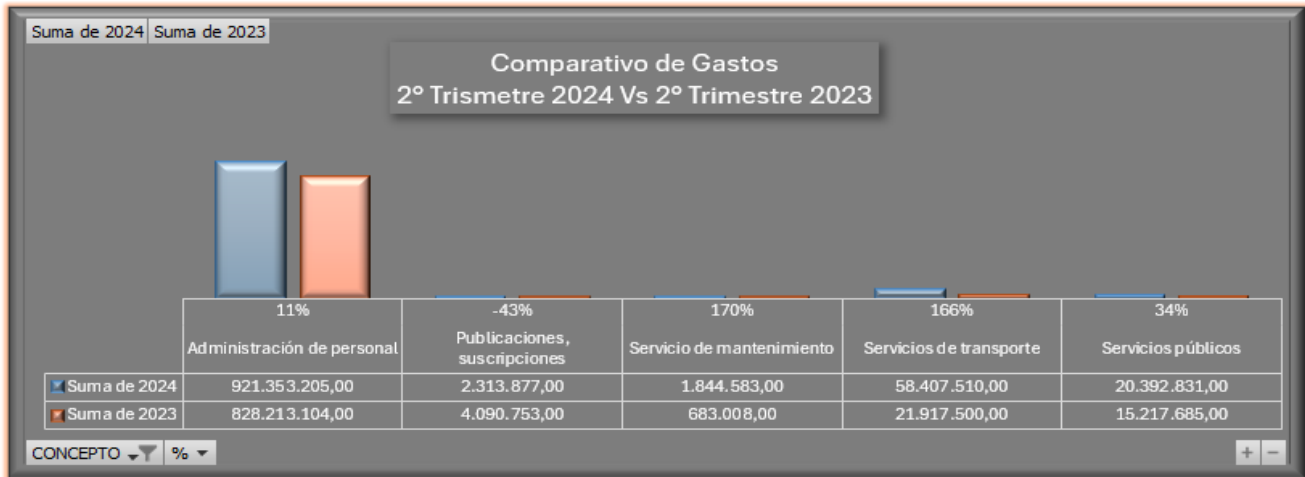 Suma de 2024 Suma de 2023
Comparativo de Gastos
2º Trismetre 2024 Vs 2º Trimestre 2023
11% -43% 170% 166% 34%
Administración de personal Publicaciones, suscripciones Servicio de mantenimiento Servicios de transporte Servicios públicos
Suma de 2024 921.353.205,00 2.313.877,00 1.844.583,00 58.407.510,00 20.392.831,00
Suma de 2023 828.213.104,00 4.090.753,00 683.008,00 21.917.500,00 15.217.685,00
CONCEPTO % + −